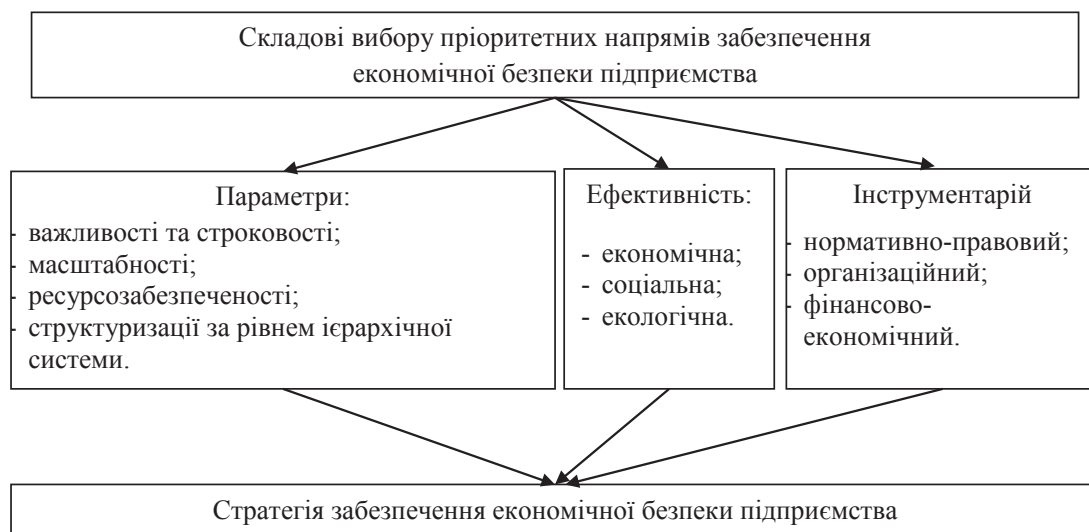 Складові вибору пріоритетних напрямів забезпечення
економічної безпеки підприємства
Параметри:
- важливості та строковості;
- масштабності;
- ресурсозабезпеченості;
- структуризації за рівнем ієрархічної
системи.
Ефективність:
- економічна;
- соціальна;
- екологічна.
Інструментарій
- нормативно-правовий;
- організаційний;
- фінансово-
економічний.
Стратегія забезпечення економічної безпеки підприємства